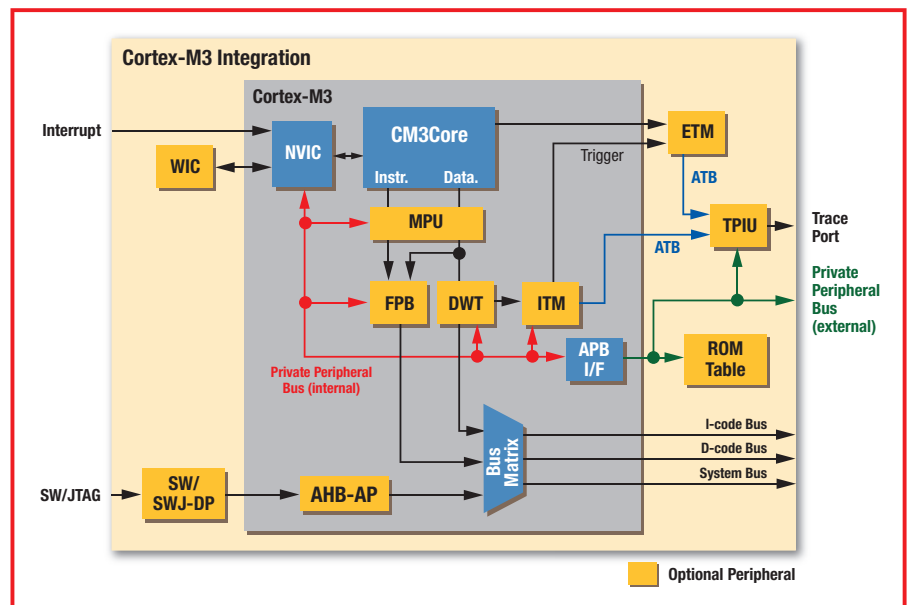 Cortex-M3 Integration
Cortex-M3
Interrupt
WIC
NVIC
CM3Core
Instr.
Data.
ETM
Trigger
ATB
MPU
TPIU
Trace
Port
ATB
FPB
DWT
ITM
Private
Peripheral
Bus
(external)
APB
I/F
ROM
Table
Private Peripheral
Bus (internal)
I-code Bus
D-code Bus
System Bus
Bus
Matrix
SW/JTAG
SW/
SWJ-DP
AHB-AP
Optional Peripheral